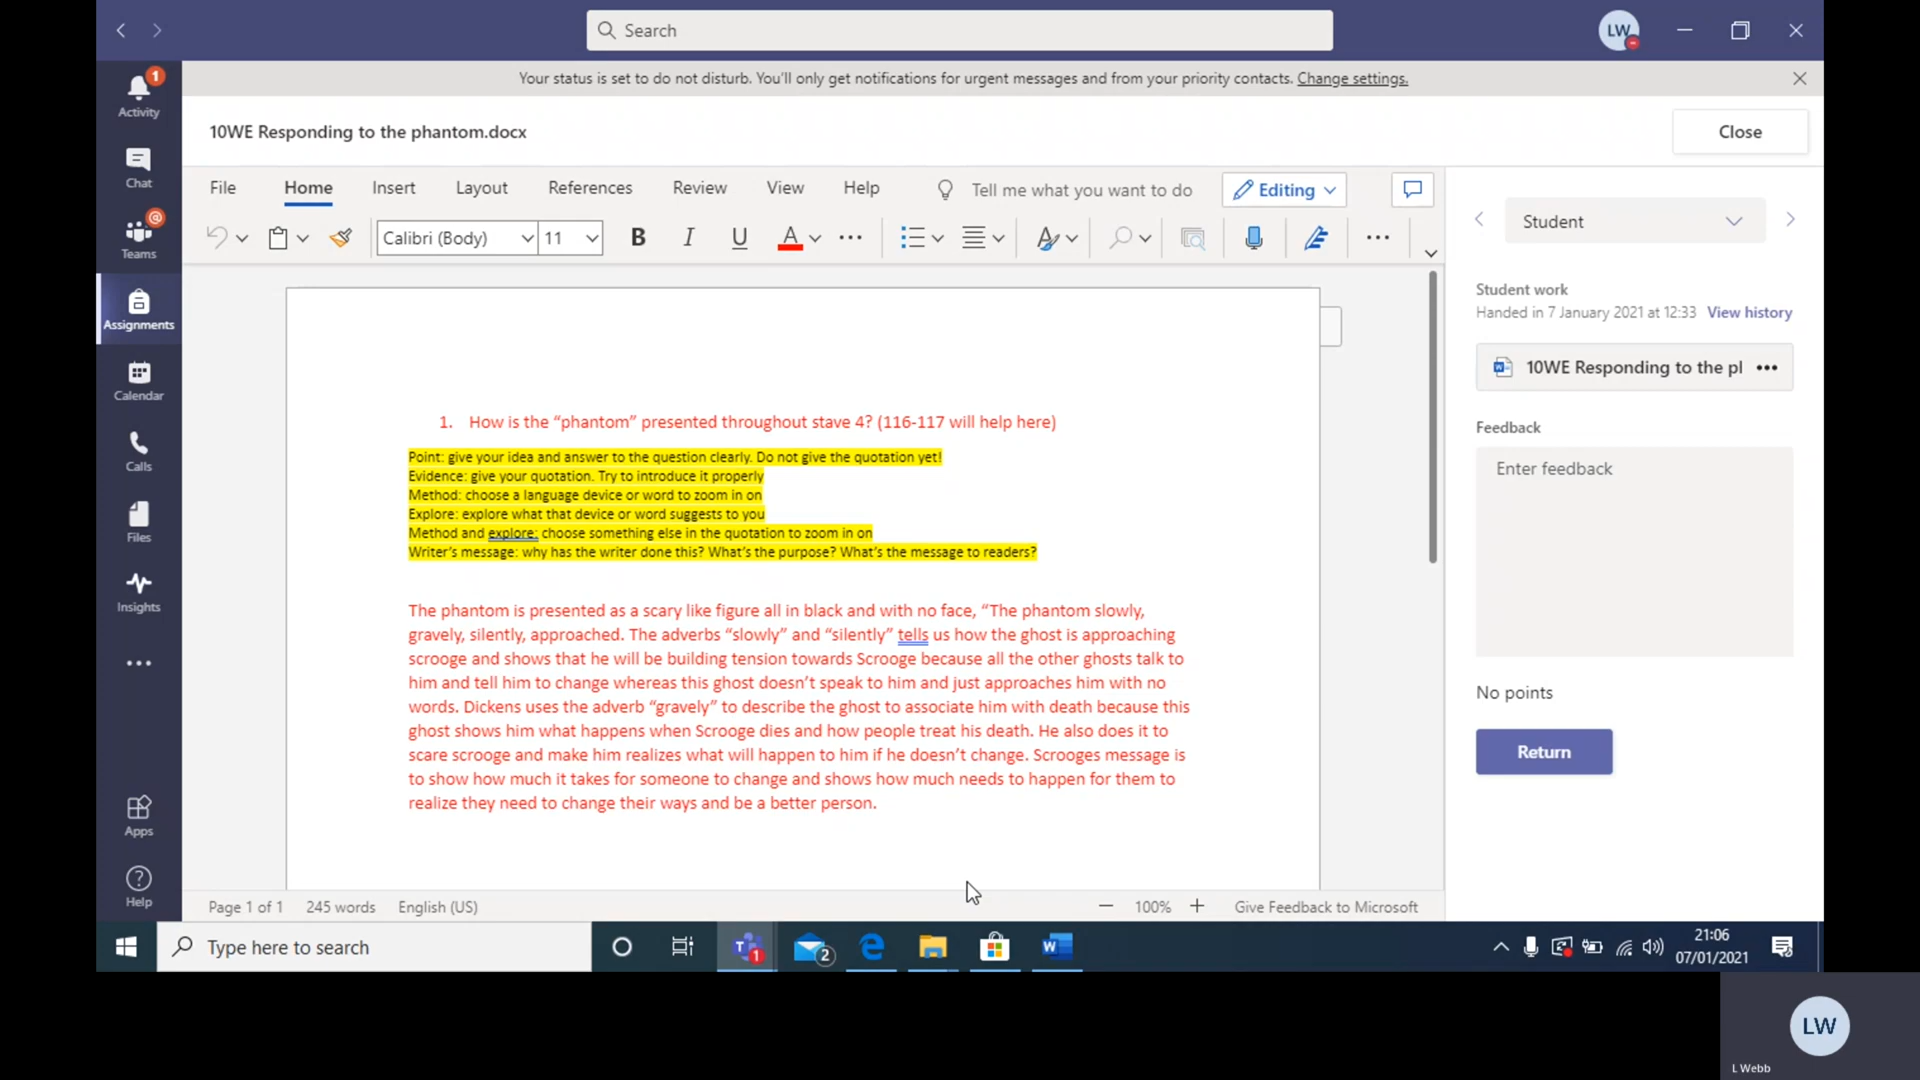 Search
LW
Your status is set to do not disturb. You'll only get notifications for urgent messages and from your priority contacts. Change settings.
1
Activity
Chat
Teams
Assignments
Calendar
Calls
Files
Insights
Apps
Help
10WE Responding to the phantom.docx
Close
File Home Insert Layout References Review View Help Tell me what you want to do Editing
Calibri (Body) 11 B I U A
1. How is the “phantom” presented throughout stave 4? (116-117 will help here)
Point: give your idea and answer to the question clearly. Do not give the quotation yet!
Evidence: give your quotation. Try to introduce it properly
Method: choose a language device or word to zoom in on
Explore: explore what that device or word suggests to you
Method and explore: choose something else in the quotation to zoom in on
Writer’s message: why has the writer done this? What’s the purpose? What’s the message to readers?
The phantom is presented as a scary like figure all in black and with no face, “The phantom slowly,
gravely, silently, approached. The adverbs “slowly” and “silently” tells us how the ghost is approaching
scrooge and shows that he will be building tension towards Scrooge because all the other ghosts talk to
him and tell him to change whereas this ghost doesn’t speak to him and just approaches him with no
words. Dickens uses the adverb “gravely” to describe the ghost to associate him with death because this
ghost shows him what happens when Scrooge dies and how people treat his death. He also does it to
scare scrooge and make him realizes what will happen to him if he doesn’t change. Scrooges message is
to show how much it takes for someone to change and shows how much needs to happen for them to
realize they need to change their ways and be a better person.
Student
Student work
Handed in 7 January 2021 at 12:33 View history
10WE Responding to the pl
Feedback
Enter feedback
No points
Return
Page 1 of 1 245 words English (US) 100% Give Feedback to Microsoft
Type here to search
T 1
2
W
21:06
07/01/2021
LW
L Webb